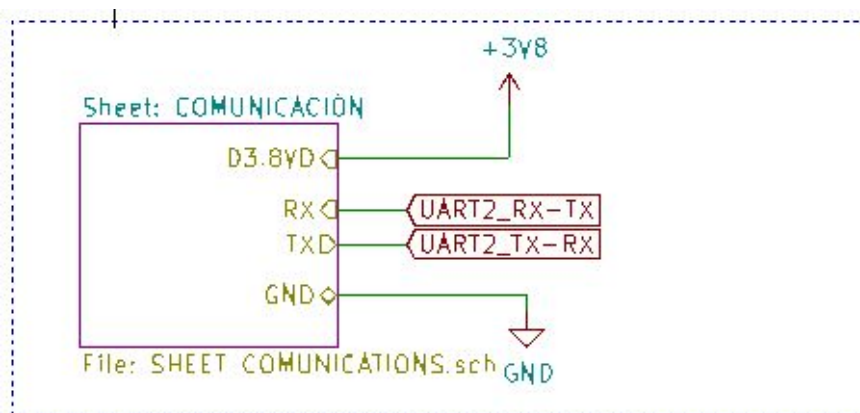 +3V8
Sheet: COMUNICACIÓN
D3.8VD
RX
UART2_RX-TX
TX
UART2_TX-RX
GND
File: SHEET COMUNICATIONS.sch
GND